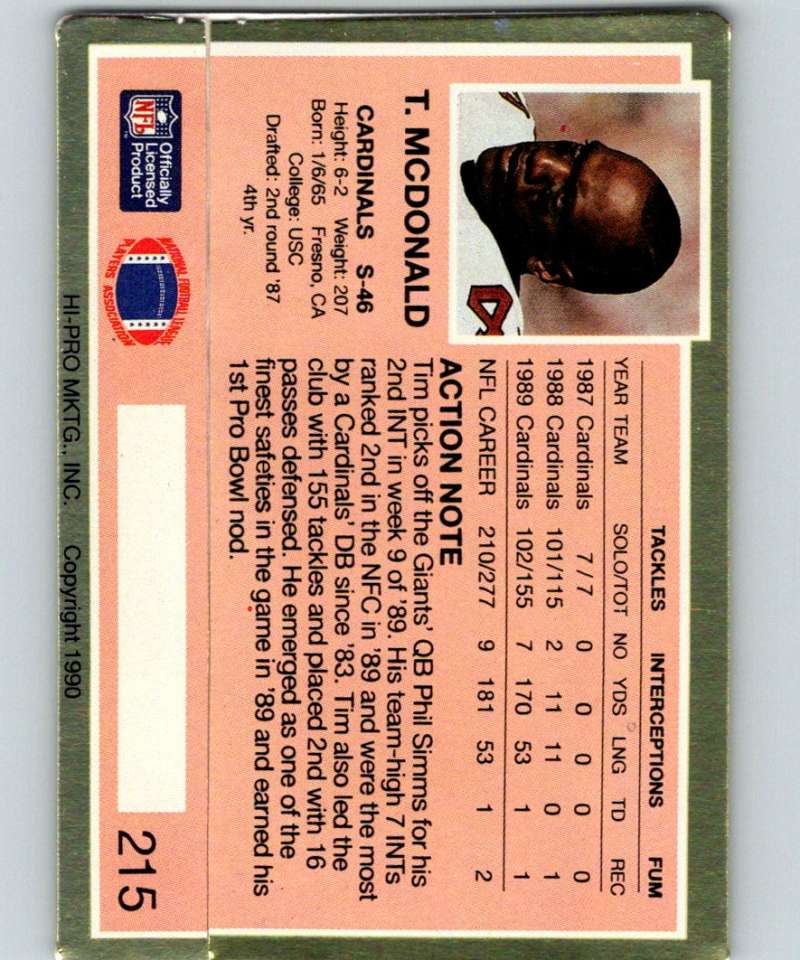 T. MCDONALD
CARDINALS S-46
Height: 6-2 Weight: 207
Born: 1/6/65 Fresno, CA
College: USC
Drafted: 2nd round '87
4th yr.
NFL
Officially
Licensed
Product
NATIONAL FOOTBALL LEAGUE
PLAYERS ASSOCIATION
4
TACKLES INTERCEPTIONS FUM
YEAR TEAM SOLO/TOT NO YDS LNG TD REC
1987 Cardinals 7/7 0 0 0 0 0
1988 Cardinals 101/115 2 11 11 0 1
1989 Cardinals 102/155 7 170 53 1 1
NFL CAREER 210/277 9 181 53 1 2
ACTION NOTE
Tim picks off the Giants' QB Phil Simms for his
2nd INT in week 9 of '89. His team-high 7 INTs
ranked 2nd in the NFC in '89 and were the most
by a Cardinals' DB since '83. Tim also led the
club with 155 tackles and placed 2nd with 16
passes defensed. He emerged as one of the
finest safeties in the game in '89 and earned his
1st Pro Bowl nod.
215
HI-PRO MKTG., INC. Copyright 1990